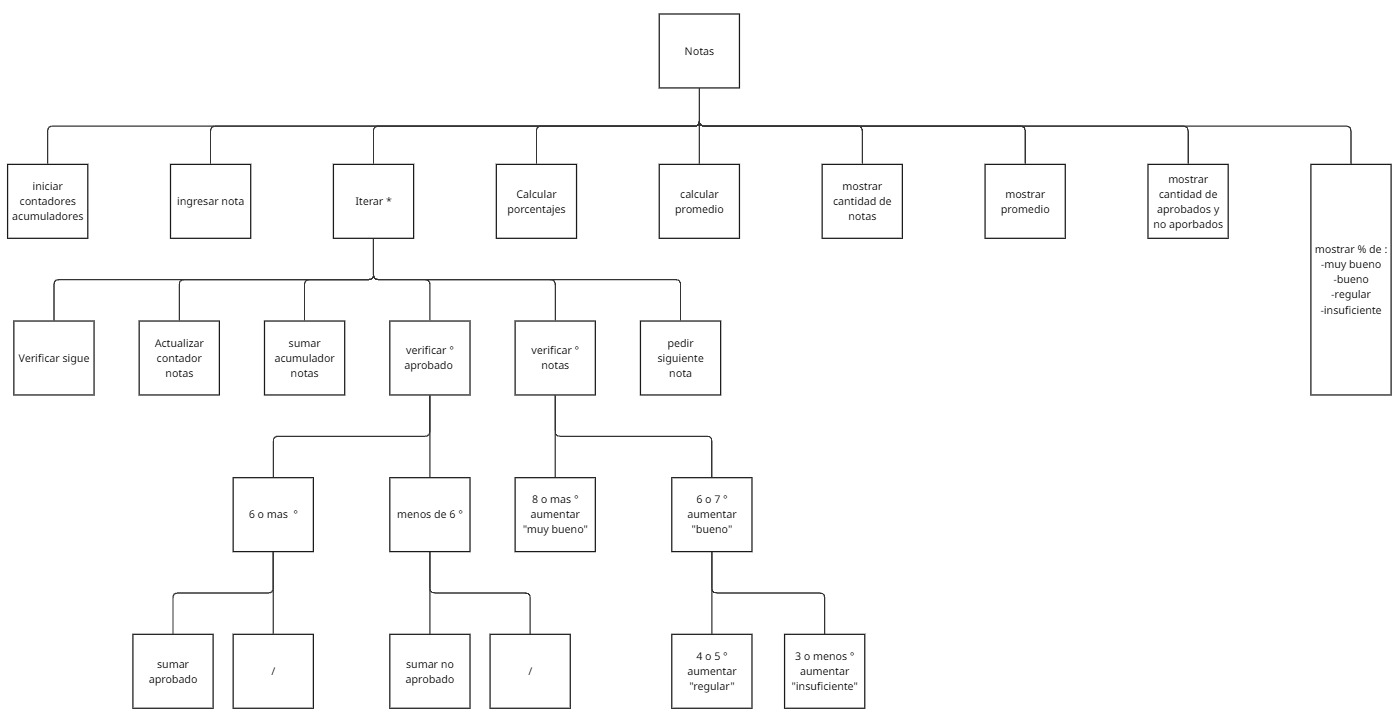 Notas
iniciar
contadores
acumuladores
ingresar nota
Iterar *
Calcular
porcentajes
calcular
promedio
mostrar
cantidad de
notas
mostrar
promedio
mostrar
cantidad de
aprobados y
no aporbados
mostrar % de :
-muy bueno
-bueno
-regular
-insuficiente
Verificar sigue
Actualizar
contador
notas
sumar
acumulador
notas
verificar °
aprobado
verificar °
notas
pedir
siguiente
nota
6 o mas °
menos de 6 °
8 o mas °
aumentar
"muy bueno"
6 o 7 °
aumentar
"bueno"
sumar
aprobado
/
sumar no
aprobado
/
4 o 5 °
aumentar
"regular"
3 o menos °
aumentar
"insuficiente"